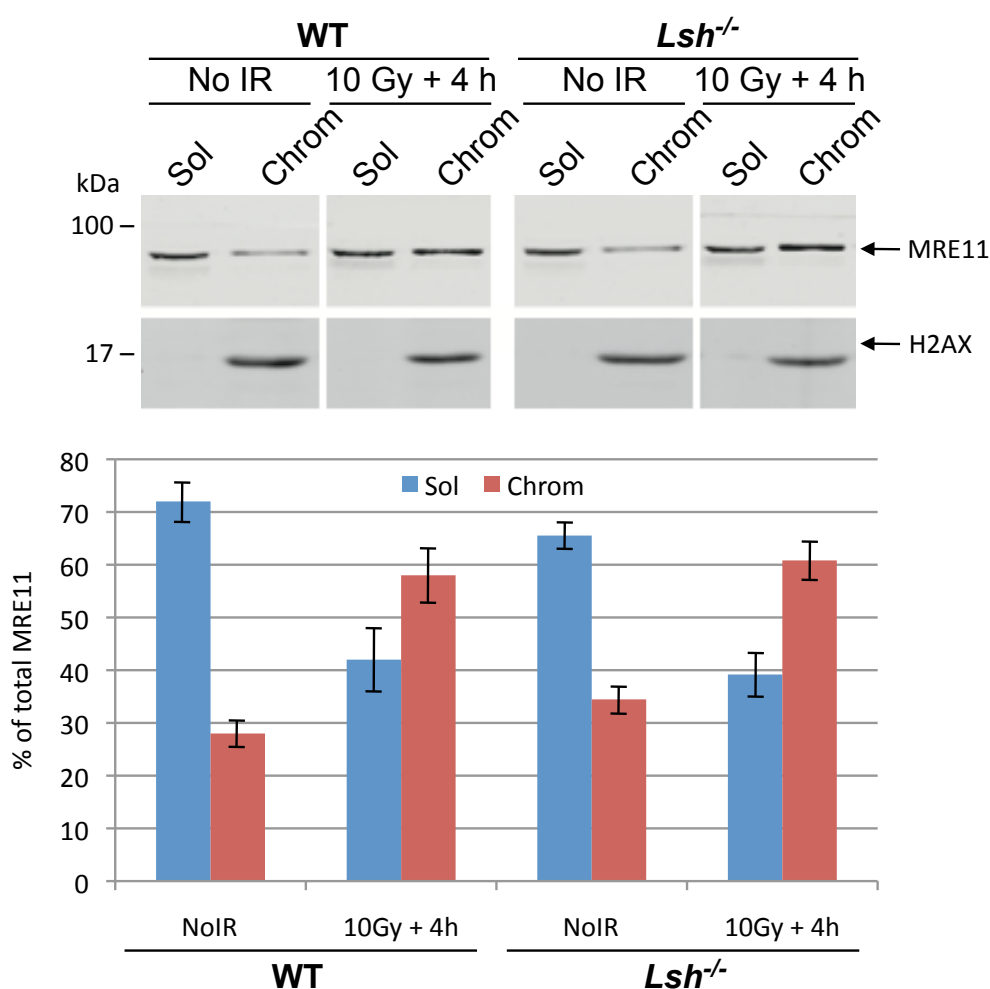 WT Lsh-/-
No IR 10 Gy + 4 h No IR 10 Gy + 4 h
Sol Chrom Sol Chrom Sol Chrom Sol Chrom
kDa
100
MRE11
17
H2AX
80
Sol Chrom
70
60
50
40
30
20
10
0
% of total MRE11
NoIR 10Gy + 4h NoIR 10Gy + 4h
WT Lsh-/-